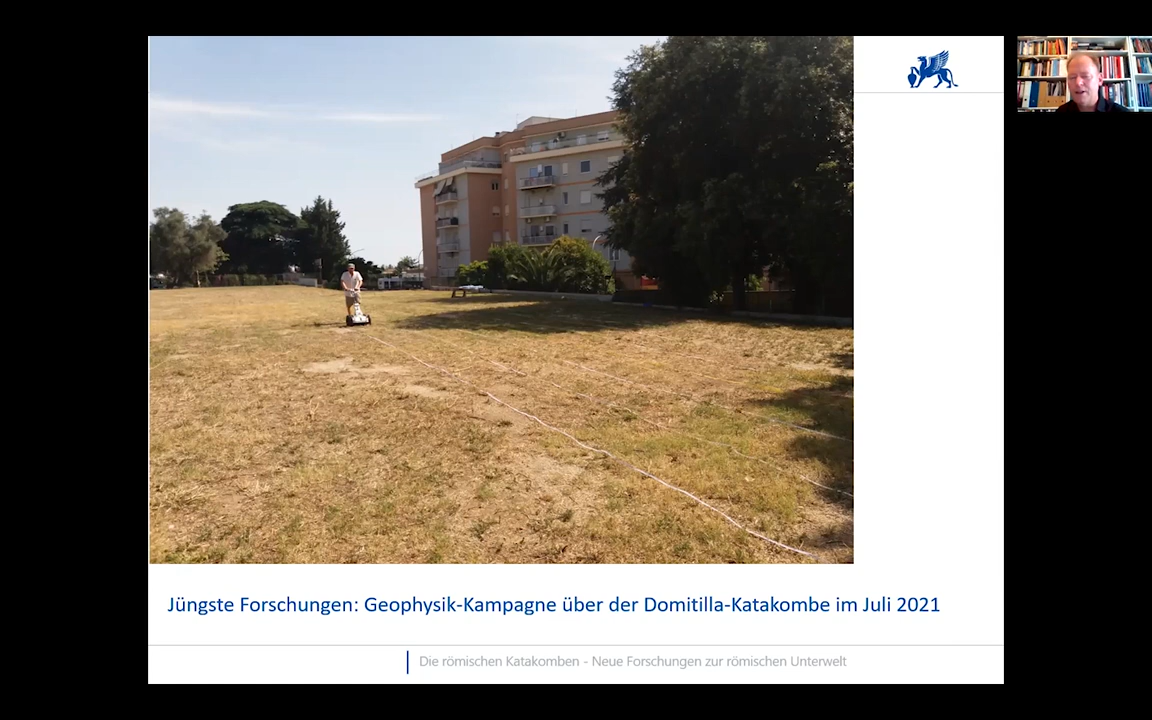 Jüngste Forschungen: Geophysik-Kampagne über der Domitilla-Katakombe im Juli 2021
Die römischen Katakomben - Neue Forschungen zur römischen Unterwelt